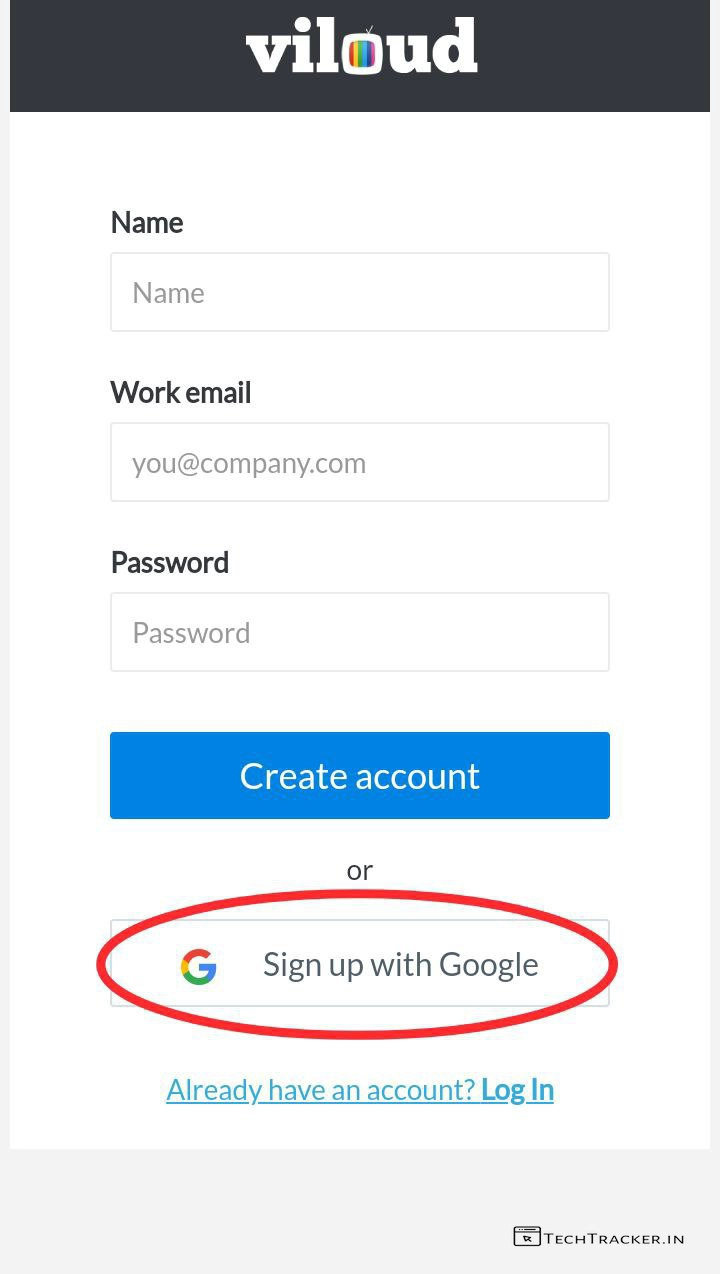 viloud
Name
Name
Work email
you@company.com
Password
Password
Create account
or
Sign up with Google
Already have an account? Log In
TECHTRACKER.IN